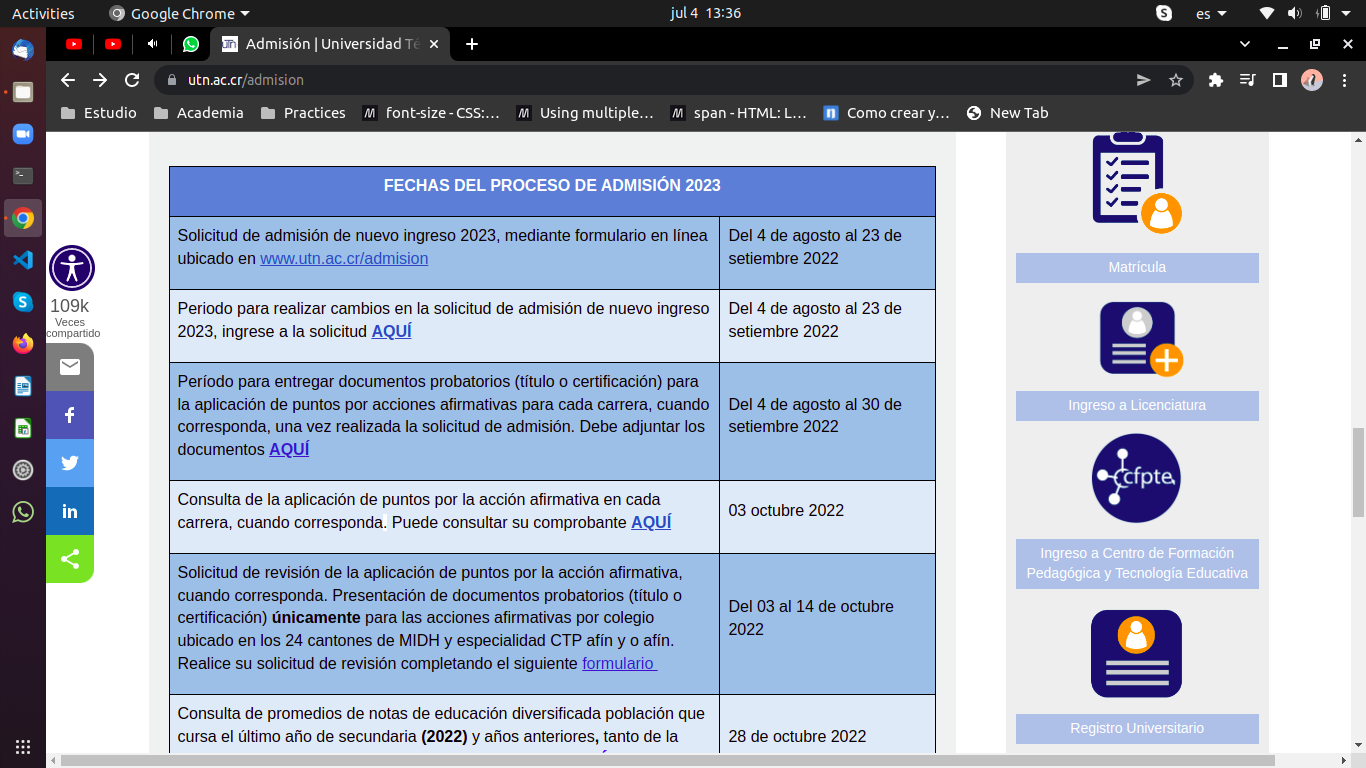 Activities
Google Chrome
jul 4 13:36
es
Admisión | Universidad Té
utn.ac.cr/admision
Estudio
Academia
Practices
font-size - CSS:…
Using multiple…
span - HTML: L…
Como crear y…
New Tab
FECHAS DEL PROCESO DE ADMISIÓN 2023
Solicitud de admisión de nuevo ingreso 2023, mediante formulario en línea
ubicado en www.utn.ac.cr/admision
Del 4 de agosto al 23 de
setiembre 2022
Periodo para realizar cambios en la solicitud de admisión de nuevo ingreso
2023, ingrese a la solicitud AQUÍ
Del 4 de agosto al 23 de
setiembre 2022
Período para entregar documentos probatorios (título o certificación) para
la aplicación de puntos por acciones afirmativas para cada carrera, cuando
corresponda, una vez realizada la solicitud de admisión. Debe adjuntar los
documentos AQUÍ
Del 4 de agosto al 30 de
setiembre 2022
Consulta de la aplicación de puntos por la acción afirmativa en cada
carrera, cuando corresponda. Puede consultar su comprobante AQUÍ
03 octubre 2022
Solicitud de revisión de la aplicación de puntos por la acción afirmativa,
cuando corresponda. Presentación de documentos probatorios (título o
certificación) únicamente para las acciones afirmativas por colegio
ubicado en los 24 cantones de MIDH y especialidad CTP afín y o afín.
Realice su solicitud de revisión completando el siguiente formulario
Del 03 al 14 de octubre
2022
Consulta de promedios de notas de educación diversificada población que
cursa el último año de secundaria (2022) y años anteriores, tanto de la
28 de octubre 2022
109k
Veces
compartido
Matrícula
Ingreso a Licenciatura
cfpte
Ingreso a Centro de Formación
Pedagógica y Tecnología Educativa
Registro Universitario